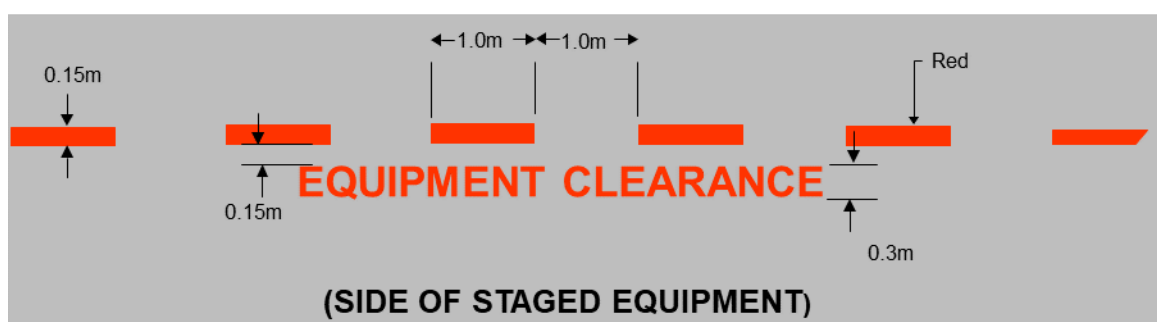 1.0m 1.0m
Red
0.15m
EQUIPMENT CLEARANCE
0.15m
0.3m
(SIDE OF STAGED EQUIPMENT)